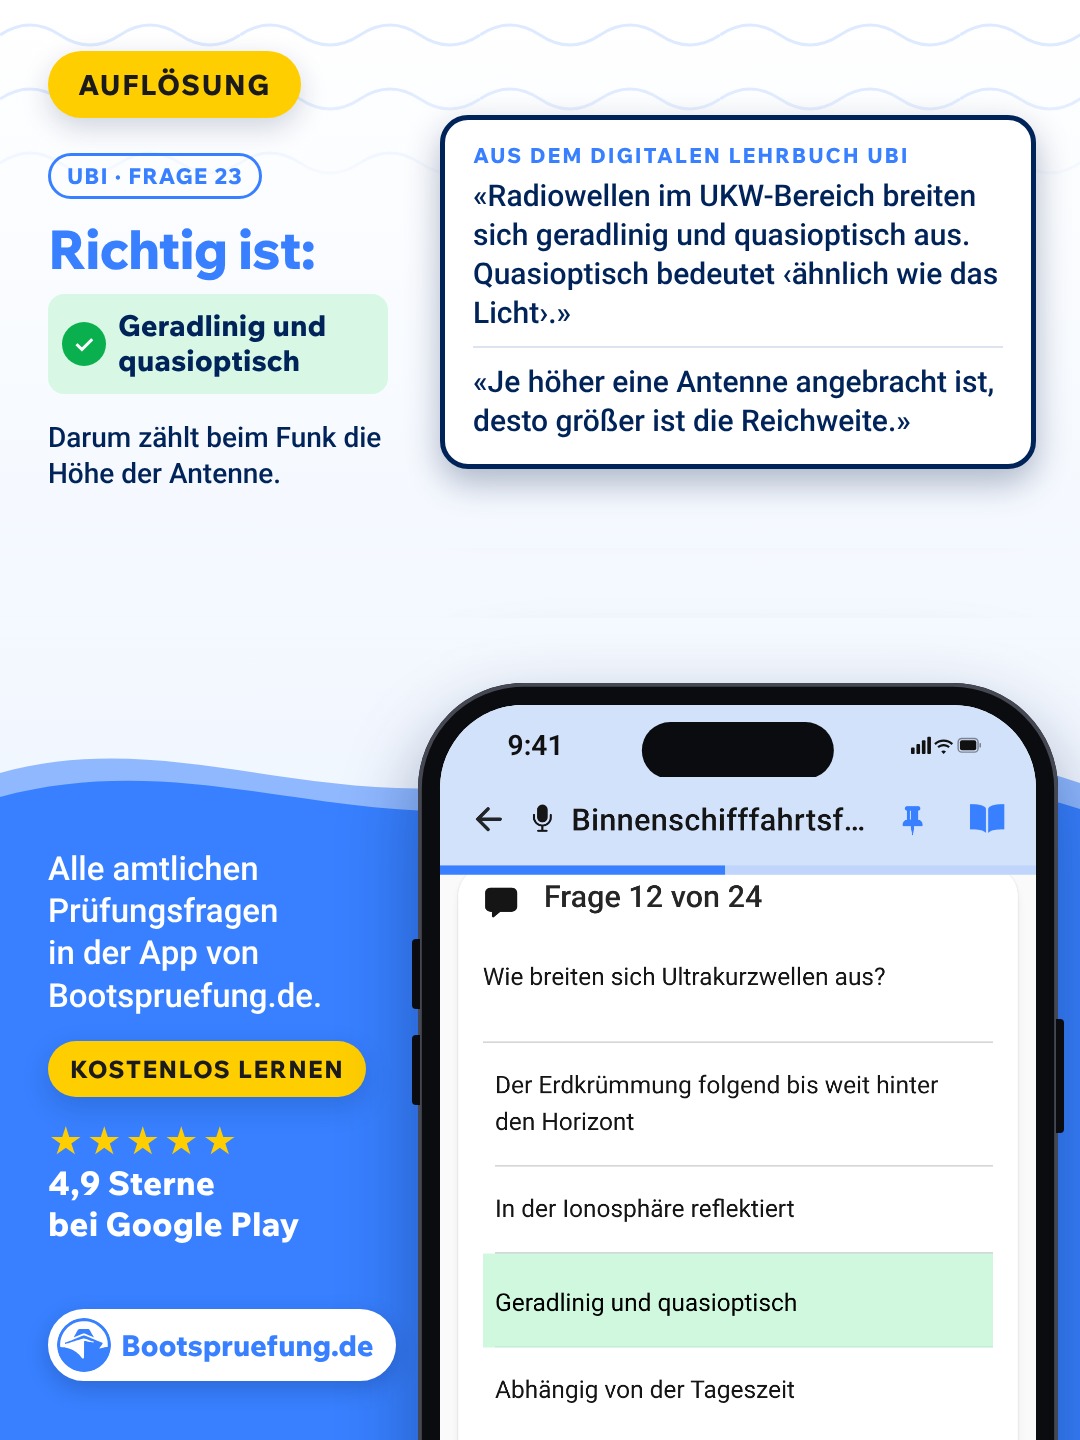 AUFLÖSUNG
UBI · FRAGE 23
Richtig ist:
Geradlinig und
quasioptisch
Darum zählt beim Funk die
Höhe der Antenne.
AUS DEM DIGITALEN LEHRBUCH UBI
«Radiowellen im UKW-Bereich breiten
sich geradlinig und quasioptisch aus.
Quasioptisch bedeutet ‹ähnlich wie das
Licht›.»
«Je höher eine Antenne angebracht ist,
desto größer ist die Reichweite.»
Alle amtlichen
Prüfungsfragen
in der App von
Bootspruefung.de.
KOSTENLOS LERNEN
★★★★★
4,9 Sterne
bei Google Play
Bootspruefung.de
9:41
Binnenschifffahrtsf...
Frage 12 von 24
Wie breiten sich Ultrakurzwellen aus?
Der Erdkrümmung folgend bis weit hinter
den Horizont
In der Ionosphäre reflektiert
Geradlinig und quasioptisch
Abhängig von der Tageszeit